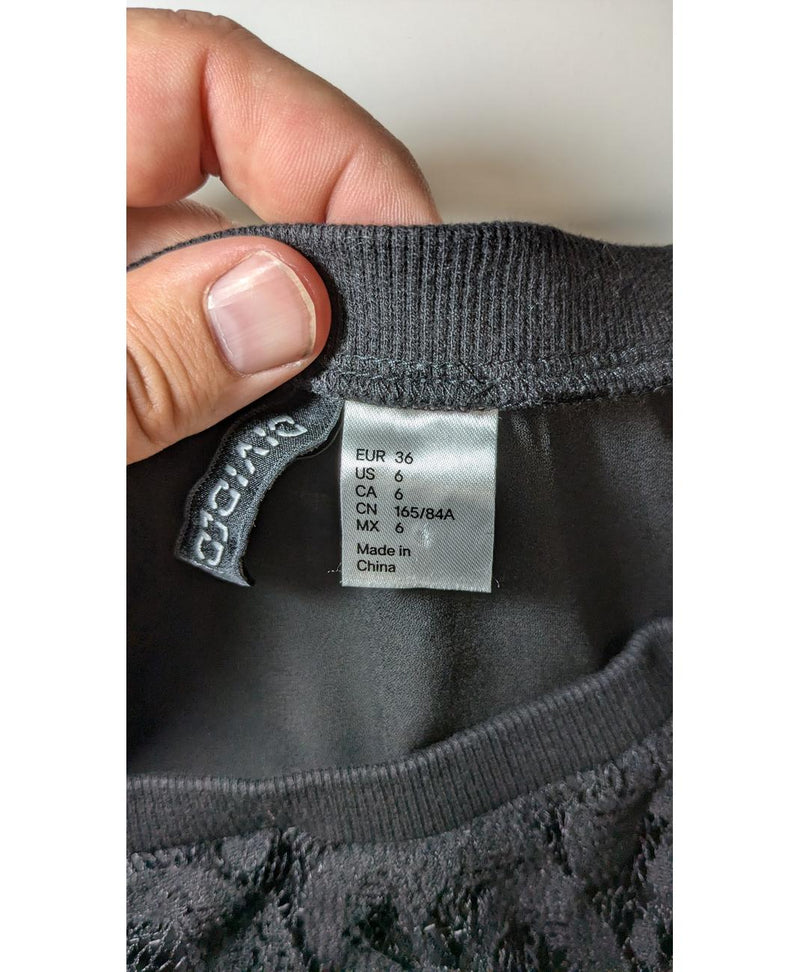 DIVIDED
EUR 36
US 6
CA 6
CN 165/84A
MX 6
Made in
China